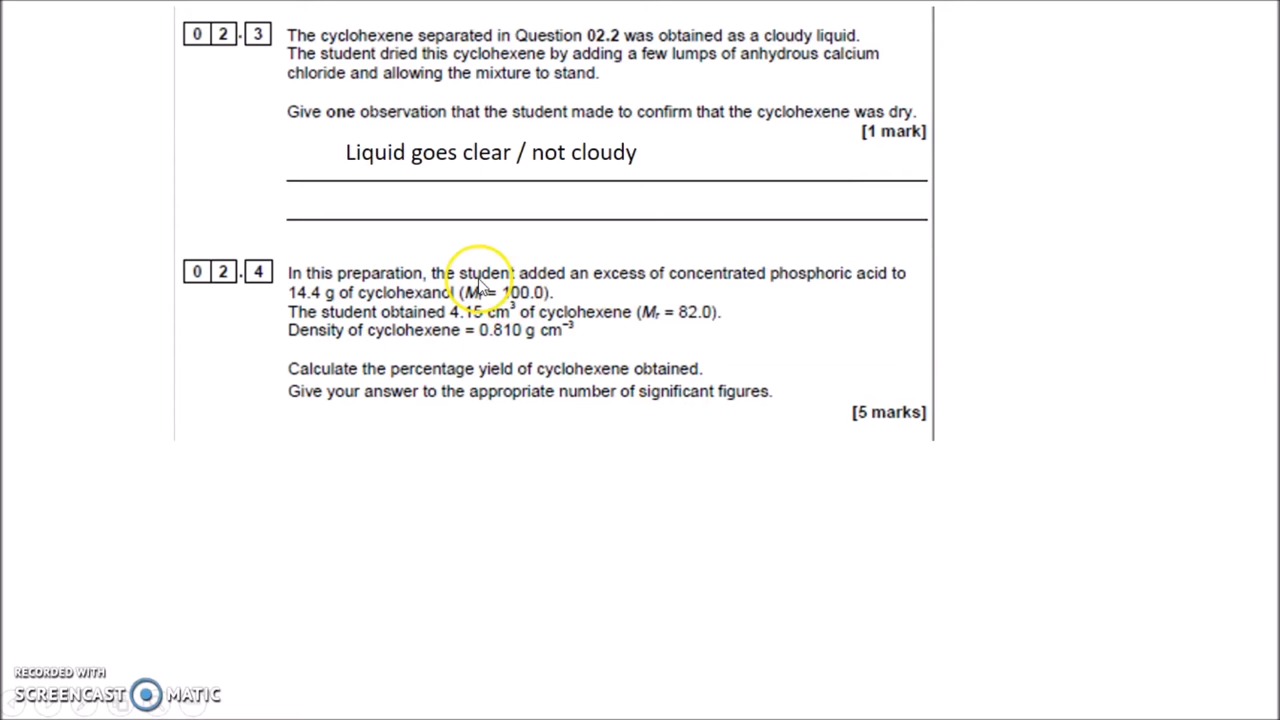 0 2 . 3 The cyclohexene separated in Question 02.2 was obtained as a cloudy liquid.
The student dried this cyclohexene by adding a few lumps of anhydrous calcium
chloride and allowing the mixture to stand.
Give one observation that the student made to confirm that the cyclohexene was dry.
[1 mark]
Liquid goes clear / not cloudy
0 2 . 4 In this preparation, the student added an excess of concentrated phosphoric acid to
14.4 g of cyclohexanol (Mr = 100.0).
The student obtained 4.15 cm³ of cyclohexene (Mr = 82.0).
Density of cyclohexene = 0.810 g cm⁻³
Calculate the percentage yield of cyclohexene obtained.
Give your answer to the appropriate number of significant figures.
[5 marks]
RECORDED WITH
SCREENCAST MATIC